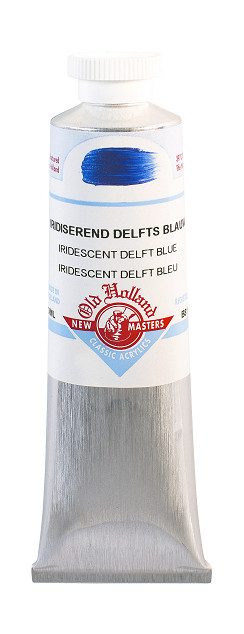 IRIDISEREND DELFTS BLAUW
IRIDESCENT DELFT BLUE
IRIDESCENT DELFT BLEU
Old Holland
NEW MASTERS
CLASSIC ACRYLICS